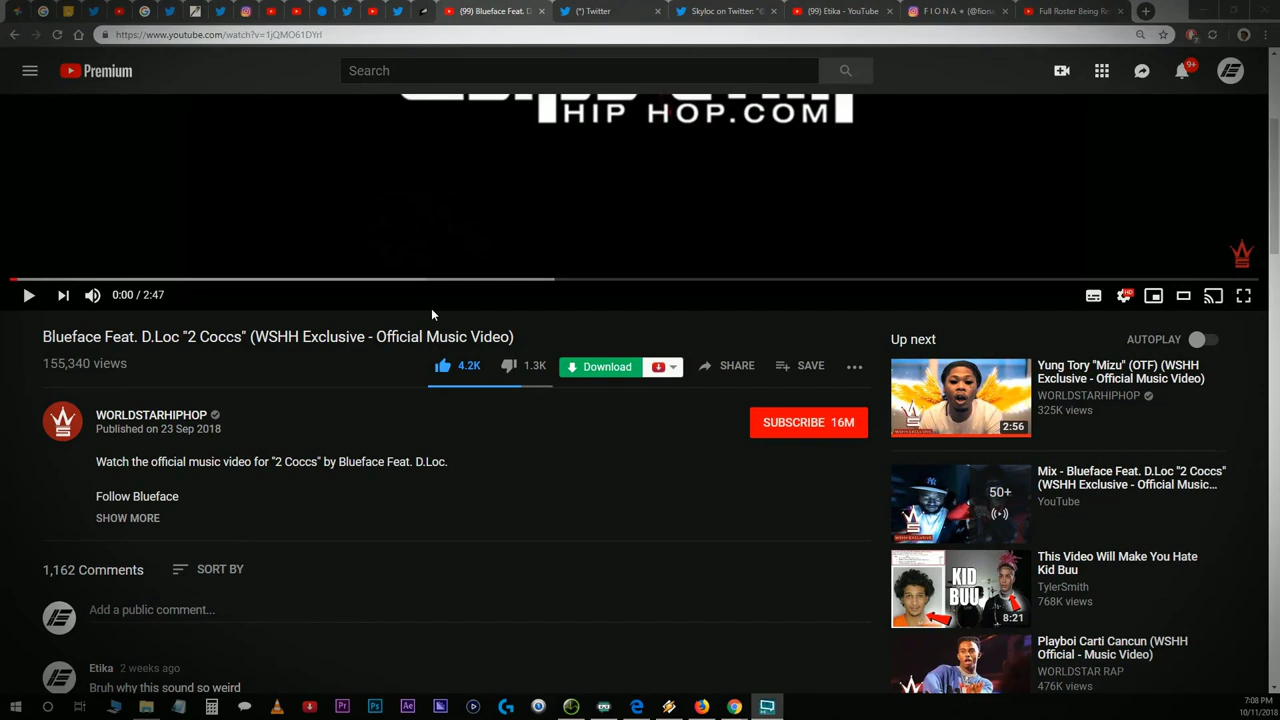 (99) Blueface Feat. D
(*) Twitter
Skyloc on Twitter: "
(99) Etika - YouTube
F I O N A ✶ (@fiona
Full Roster Being Re
https://www.youtube.com/watch?v=1jQMO61DYrI
Premium
Search
9+
HIP HOP.COM
0:00 / 2:47
HD
Blueface Feat. D.Loc "2 Coccs" (WSHH Exclusive - Official Music Video)
155,340 views
4.2K
1.3K
Download
SHARE
SAVE
WORLDSTARHIPHOP
Published on 23 Sep 2018
SUBSCRIBE 16M
Watch the official music video for "2 Coccs" by Blueface Feat. D.Loc.
Follow Blueface
SHOW MORE
1,162 Comments
SORT BY
Add a public comment...
Etika 2 weeks ago
Bruh why this sound so weird
Up next
AUTOPLAY
Yung Tory "Mizu" (OTF) (WSHH
Exclusive - Official Music Video)
WORLDSTARHIPHOP
325K views
2:56
Mix - Blueface Feat. D.Loc "2 Coccs"
(WSHH Exclusive - Official Music...
YouTube
50+
This Video Will Make You Hate
Kid Buu
TylerSmith
768K views
KID
BUU
8:21
Playboi Carti Cancun (WSHH
Official - Music Video)
WORLDSTAR RAP
476K views
Pr
Ps
Ae
7:08 PM
10/11/2018